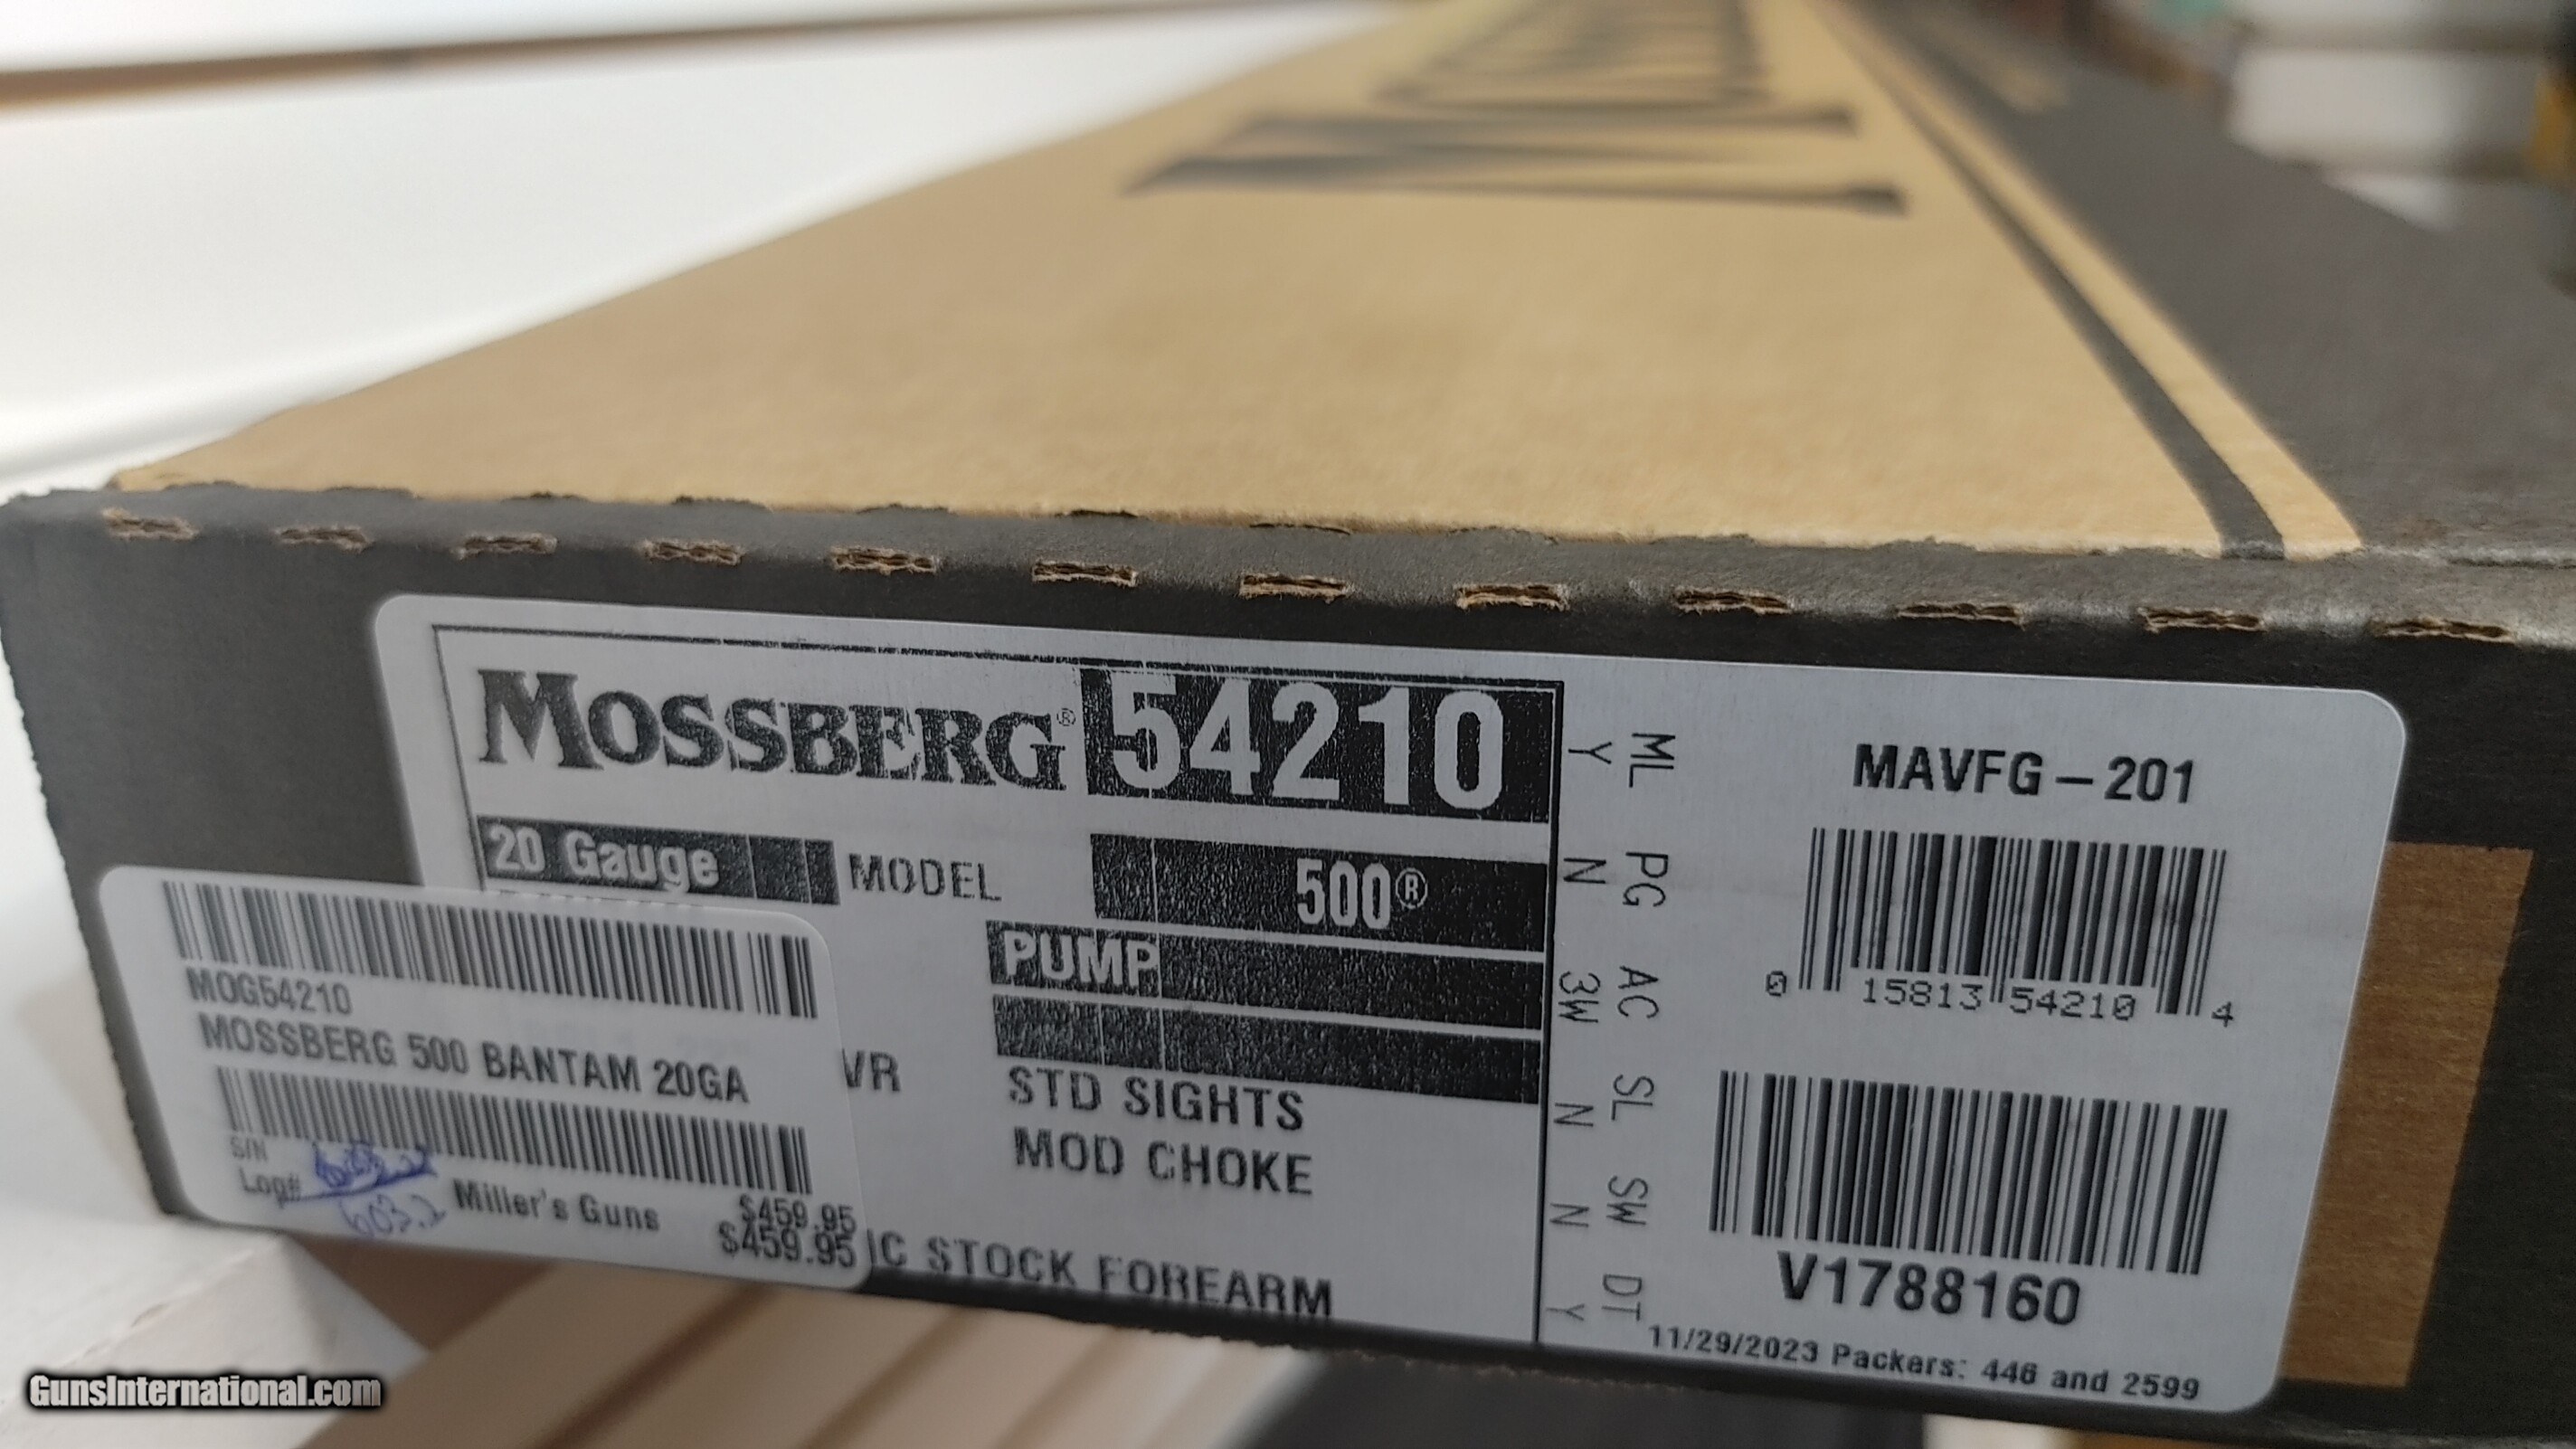 MOSSBERG® 54210
20 Gauge MODEL 500®
PUMP
VR STD SIGHTS
MOD CHOKE
IC STOCK FOREARM
ML PG AC SL SW DT
Y N 3W N N Y
MAVFG-201
0 15813 54210 4
V1788160
11/29/2023 Packers: 446 and 2599
MOG54210
MOSSBERG 500 BANTAM 20GA
S/N
Log# 603.2 Miller's Guns $459.95
$459.95
GunsInternational.com